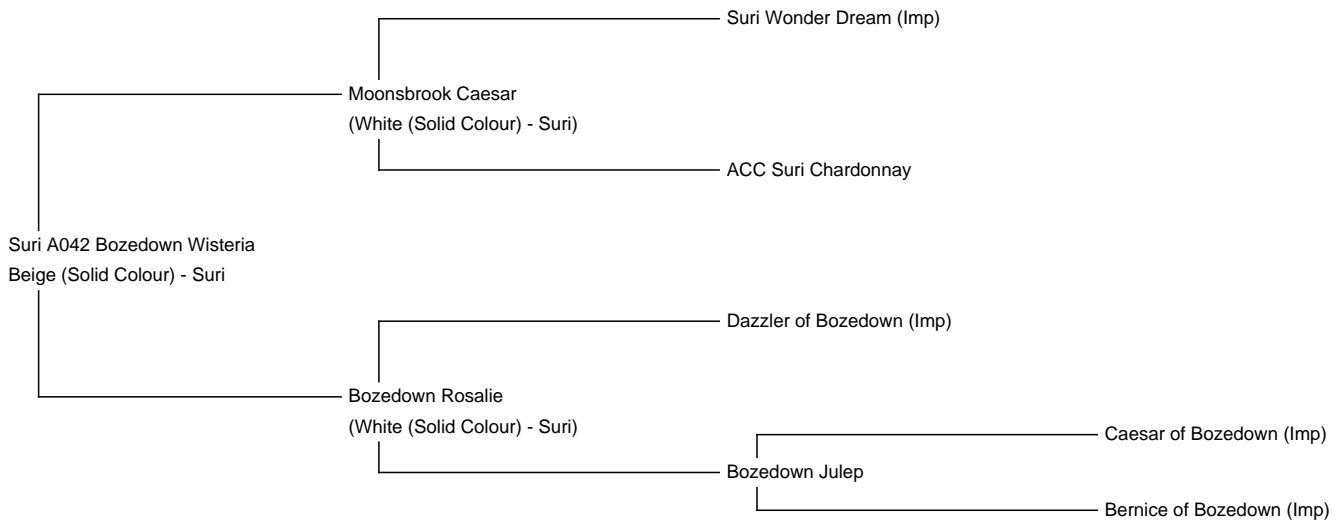 Suri Wonder Dream (Imp)
Moonsbrook Caesar
(White (Solid Colour) - Suri)
ACC Suri Chardonnay
Suri A042 Bozedown Wisteria
Beige (Solid Colour) - Suri
Dazzler of Bozedown (Imp)
Bozedown Rosalie
(White (Solid Colour) - Suri)
Caesar of Bozedown (Imp)
Bozedown Julep
Bernice of Bozedown (Imp)